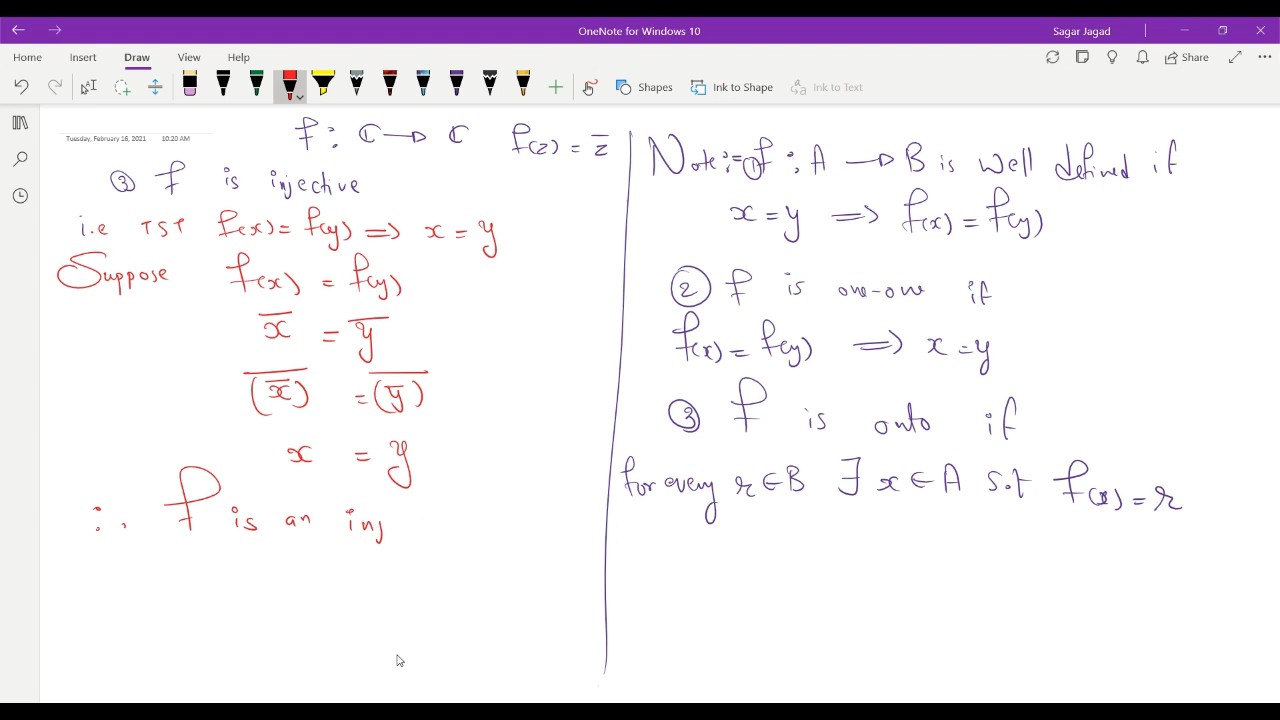 OneNote for Windows 10
Sagar Jagad
Home Insert Draw View Help
Share
Shapes Ink to Shape Ink to Text
Tuesday, February 16, 2021 10:20 AM
f : ℂ → ℂ f(z) = z̅
③ f is injective
i.e TST f(x) = f(y) ⟹ x = y
Suppose f(x) = f(y)
x̅ = y̅
\overline{(x̅)} = \overline{(y̅)}
x = y
∴ f is an inj
Note :- ① f : A → B is well defined if
x = y ⟹ f(x) = f(y)
② f is one-one if
f(x) = f(y) ⟹ x = y
③ f is onto if
for every r ∈ B ∃ x ∈ A s.t f(x) = r